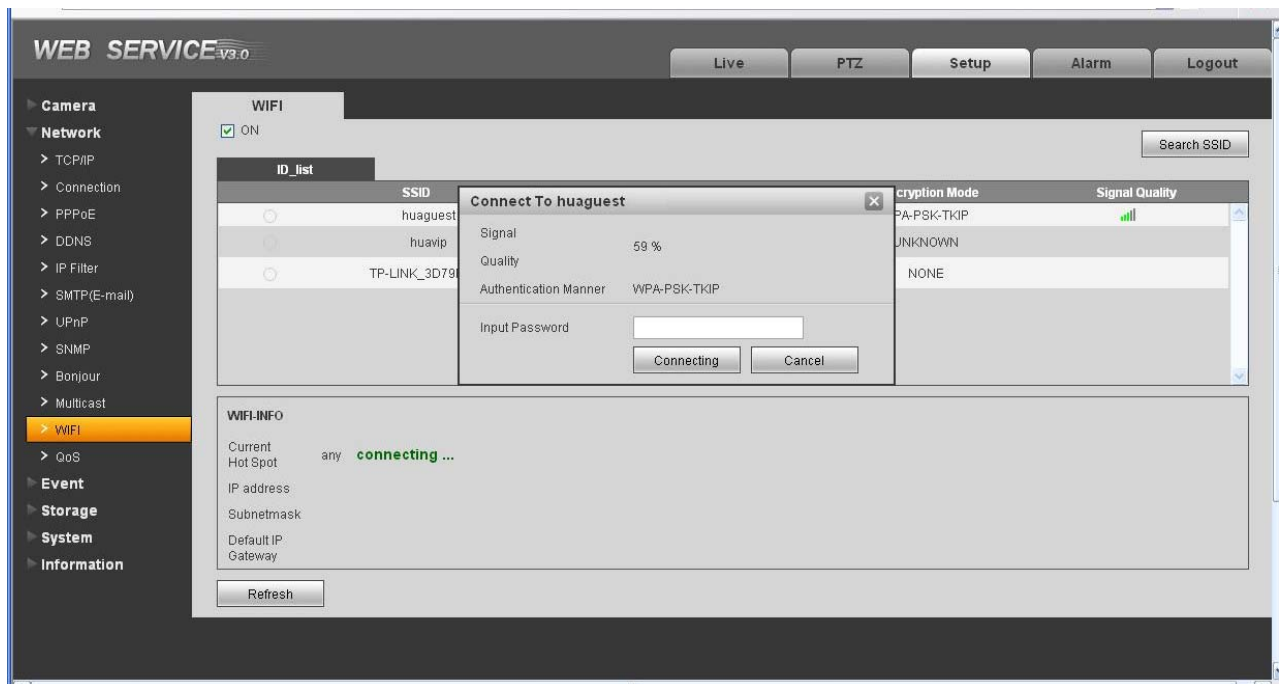 WEB SERVICE V3.0
Live PTZ Setup Alarm Logout
Camera
Network
TCP/IP
Connection
PPPoE
DDNS
IP Filter
SMTP(E-mail)
UPnP
SNMP
Bonjour
Multicast
WIFI
QoS
Event
Storage
System
Information
WIFI
ON
Search SSID
ID_list
SSID cryption Mode Signal Quality
huaguest PA-PSK-TKIP
huavip UNKNOWN
TP-LINK_3D79 NONE
Connect To huaguest
Signal
Quality
59 %
Authentication Manner WPA-PSK-TKIP
Input Password
Connecting Cancel
WIFI-INFO
Current
Hot Spot any connecting ...
IP address
Subnetmask
Default IP
Gateway
Refresh